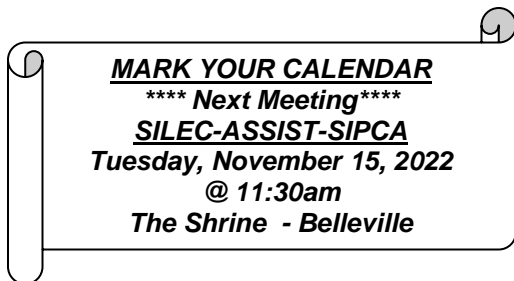 MARK YOUR CALENDAR
**** Next Meeting****
SILEC-ASSIST-SIPCA
Tuesday, November 15, 2022
@ 11:30am
The Shrine - Belleville